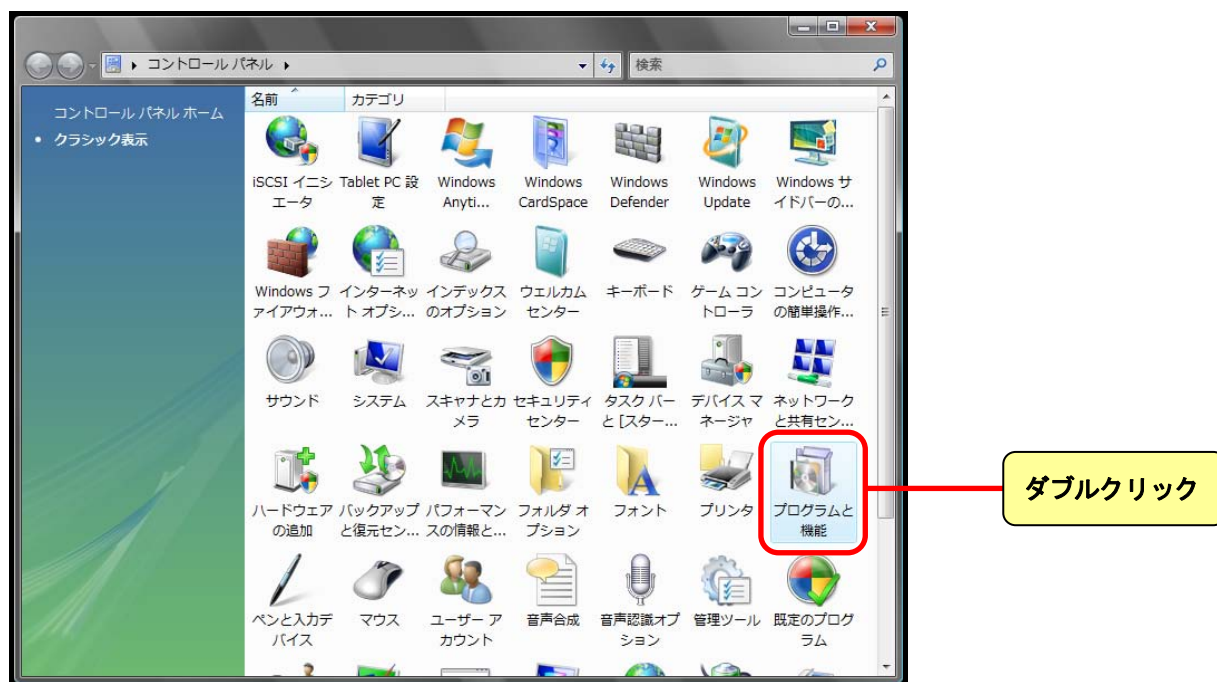 コントロール パネル
検索
コントロール パネル ホーム
クラシック表示
名前 カテゴリ
iSCSI イニシ
エータ
Tablet PC 設
定
Windows
Anyti...
Windows
CardSpace
Windows
Defender
Windows
Update
Windows サ
イドバーの...
Windows フ
ァイアウォ...
インターネッ
ト オプシ...
インデックス
のオプション
ウェルカム
センター
キーボード
ゲーム コン
トローラ
コンピュータ
の簡単操作...
サウンド
システム
スキャナとカ
メラ
セキュリティ
センター
タスク バー
と [スター...
デバイス マ
ネージャ
ネットワーク
と共有セン...
ハードウェア
の追加
バックアップ
と復元セン...
パフォーマン
スの情報と...
フォルダ オ
プション
フォント
プリンタ
プログラムと
機能
ダブルクリック
ペンと入力デ
バイス
マウス
ユーザー ア
カウント
音声合成
音声認識オプ
ション
管理ツール
既定のプログ
ラム